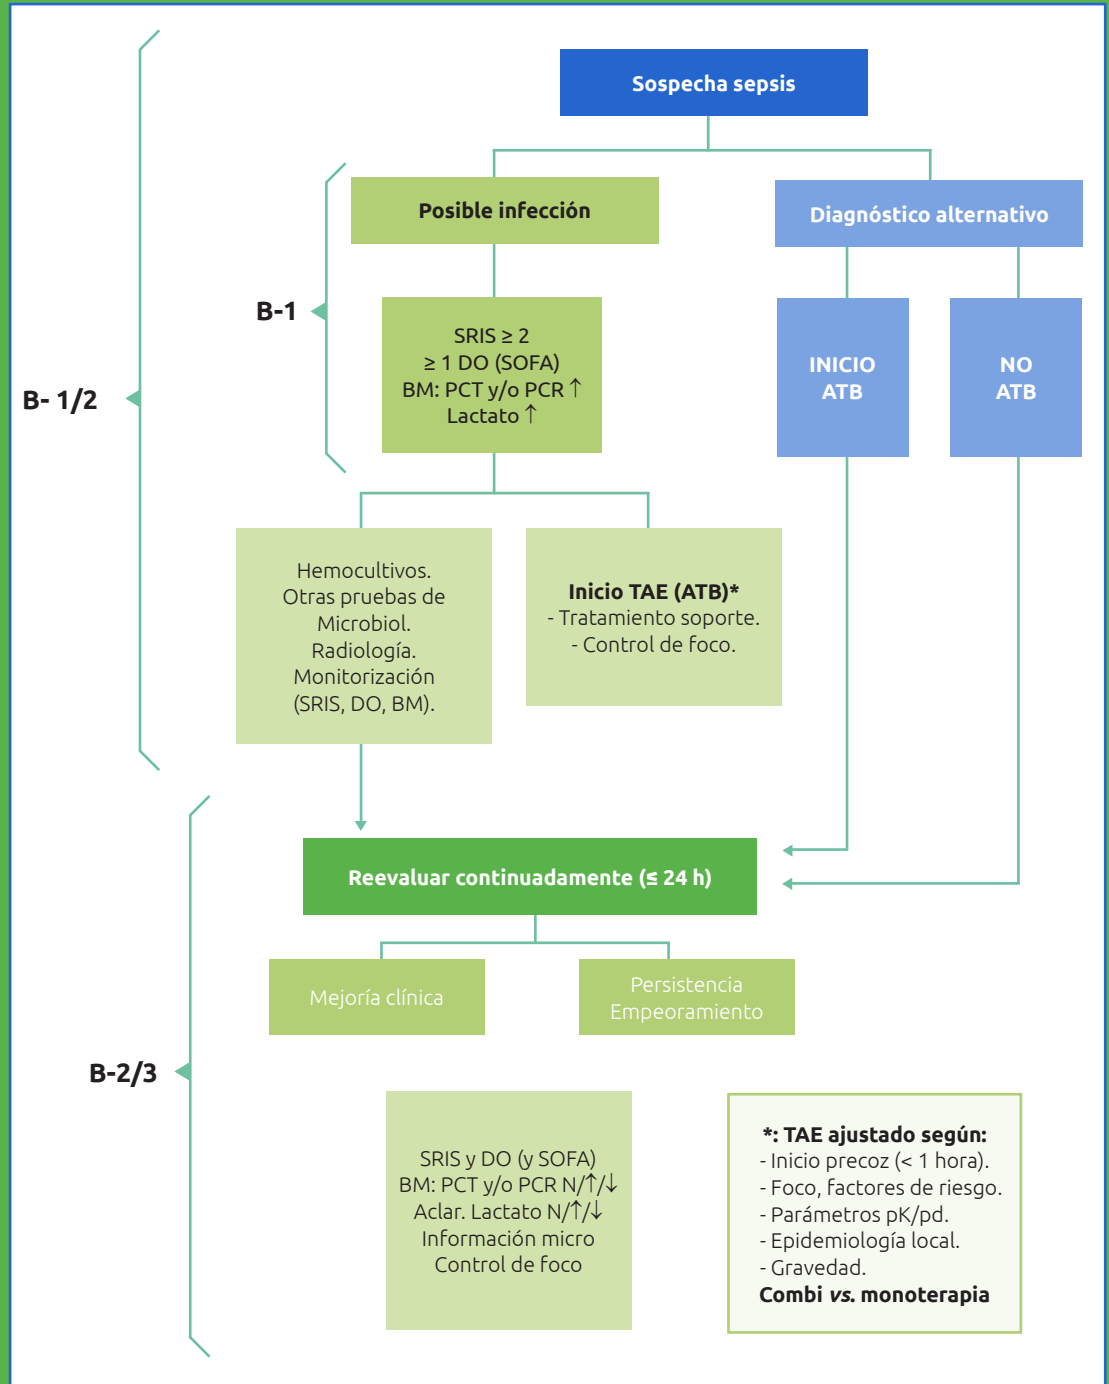 Sospecha sepsis
Posible infección
Diagnóstico alternativo
B-1
SRIS ≥ 2
≥ 1 DO (SOFA)
BM: PCT y/o PCR ↑
Lactato ↑
INICIO
ATB
NO
ATB
B- 1/2
Hemocultivos.
Otras pruebas de
Microbiol.
Radiología.
Monitorización
(SRIS, DO, BM).
Inicio TAE (ATB)*
- Tratamiento soporte.
- Control de foco.
Reevaluar continuadamente (≤ 24 h)
Mejoría clínica
Persistencia
Empeoramiento
B-2/3
SRIS y DO (y SOFA)
BM: PCT y/o PCR N/↑/↓
Aclar. Lactato N/↑/↓
Información micro
Control de foco
*: TAE ajustado según:
- Inicio precoz (< 1 hora).
- Foco, factores de riesgo.
- Parámetros pK/pd.
- Epidemiología local.
- Gravedad.
Combi vs. monoterapia